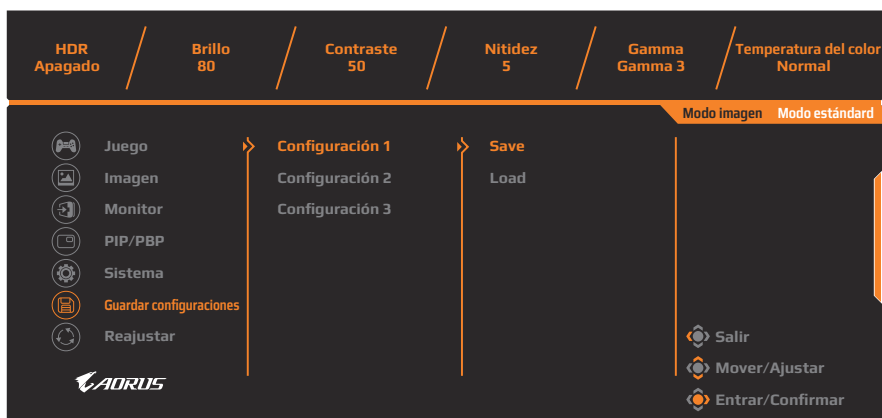 HDR
Apagado
Brillo
80
Contraste
50
Nitidez
5
Gamma
Gamma 3
Temperatura del color
Normal
Modo imagen Modo estándard
Juego
Imagen
Monitor
PIP/PBP
Sistema
Guardar configuraciones
Reajustar
Configuración 1
Configuración 2
Configuración 3
Save
Load
Salir
Mover/Ajustar
Entrar/Confirmar
AORUS